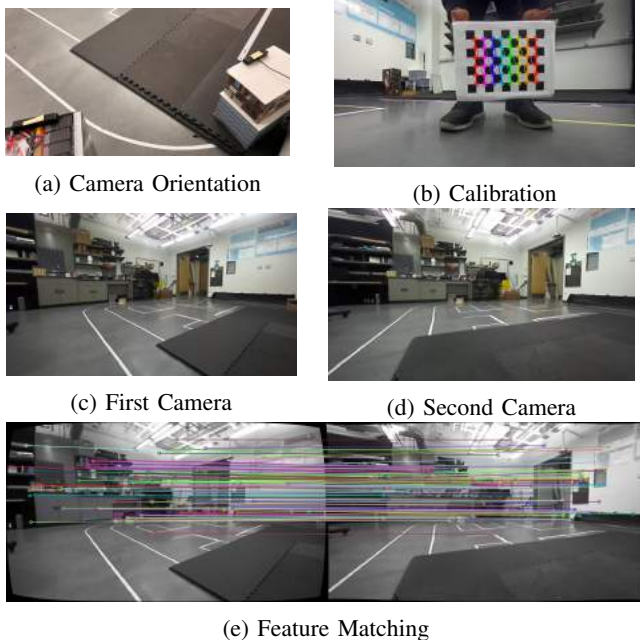 (a) Camera Orientation
(b) Calibration
(c) First Camera
(d) Second Camera
(e) Feature Matching